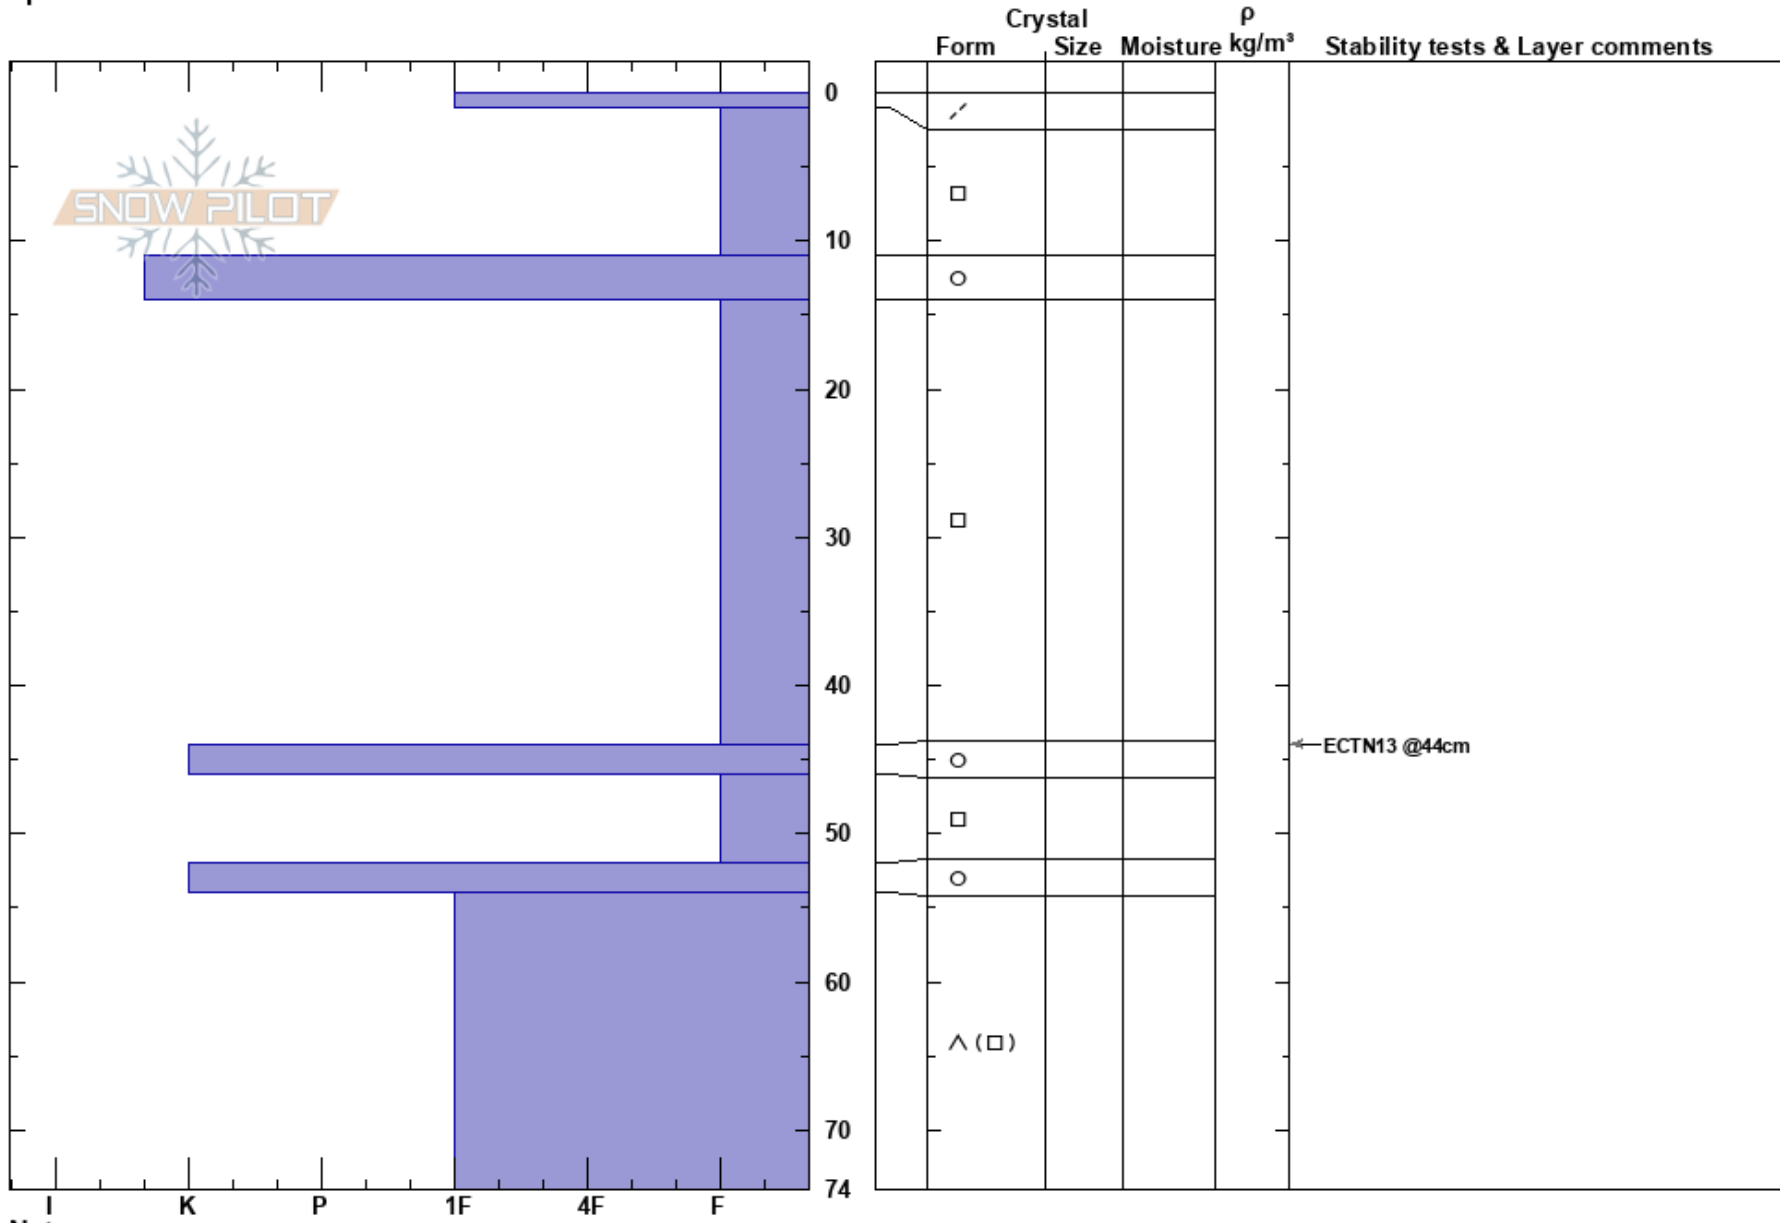 Crystal ρ
Form Size Moisture kg/m³ Stability tests & Layer comments
0
SNOW PILOT
10
20
30
40
ECTN13 @44cm
50
60
70
74
I K P 1F 4F F